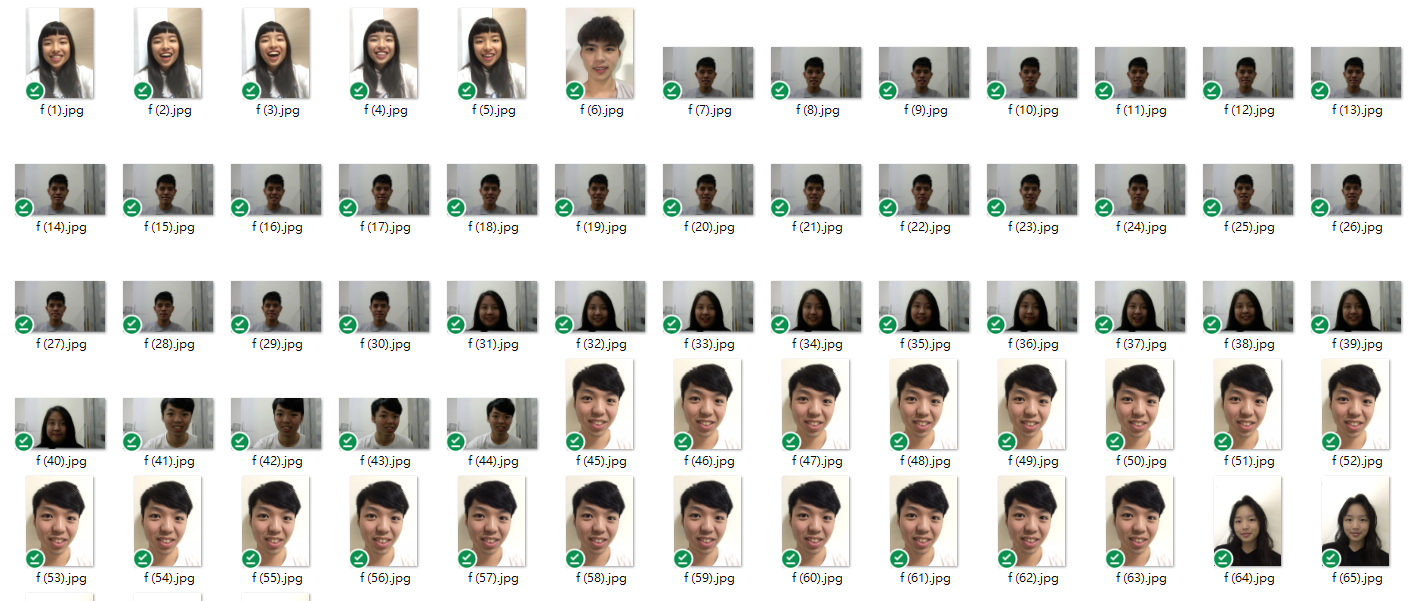 f (1).jpg f (2).jpg f (3).jpg f (4).jpg f (5).jpg f (6).jpg f (7).jpg f (8).jpg f (9).jpg f (10).jpg f (11).jpg f (12).jpg f (13).jpg
f (14).jpg f (15).jpg f (16).jpg f (17).jpg f (18).jpg f (19).jpg f (20).jpg f (21).jpg f (22).jpg f (23).jpg f (24).jpg f (25).jpg f (26).jpg
f (27).jpg f (28).jpg f (29).jpg f (30).jpg f (31).jpg f (32).jpg f (33).jpg f (34).jpg f (35).jpg f (36).jpg f (37).jpg f (38).jpg f (39).jpg
f (40).jpg f (41).jpg f (42).jpg f (43).jpg f (44).jpg f (45).jpg f (46).jpg f (47).jpg f (48).jpg f (49).jpg f (50).jpg f (51).jpg f (52).jpg
f (53).jpg f (54).jpg f (55).jpg f (56).jpg f (57).jpg f (58).jpg f (59).jpg f (60).jpg f (61).jpg f (62).jpg f (63).jpg f (64).jpg f (65).jpg